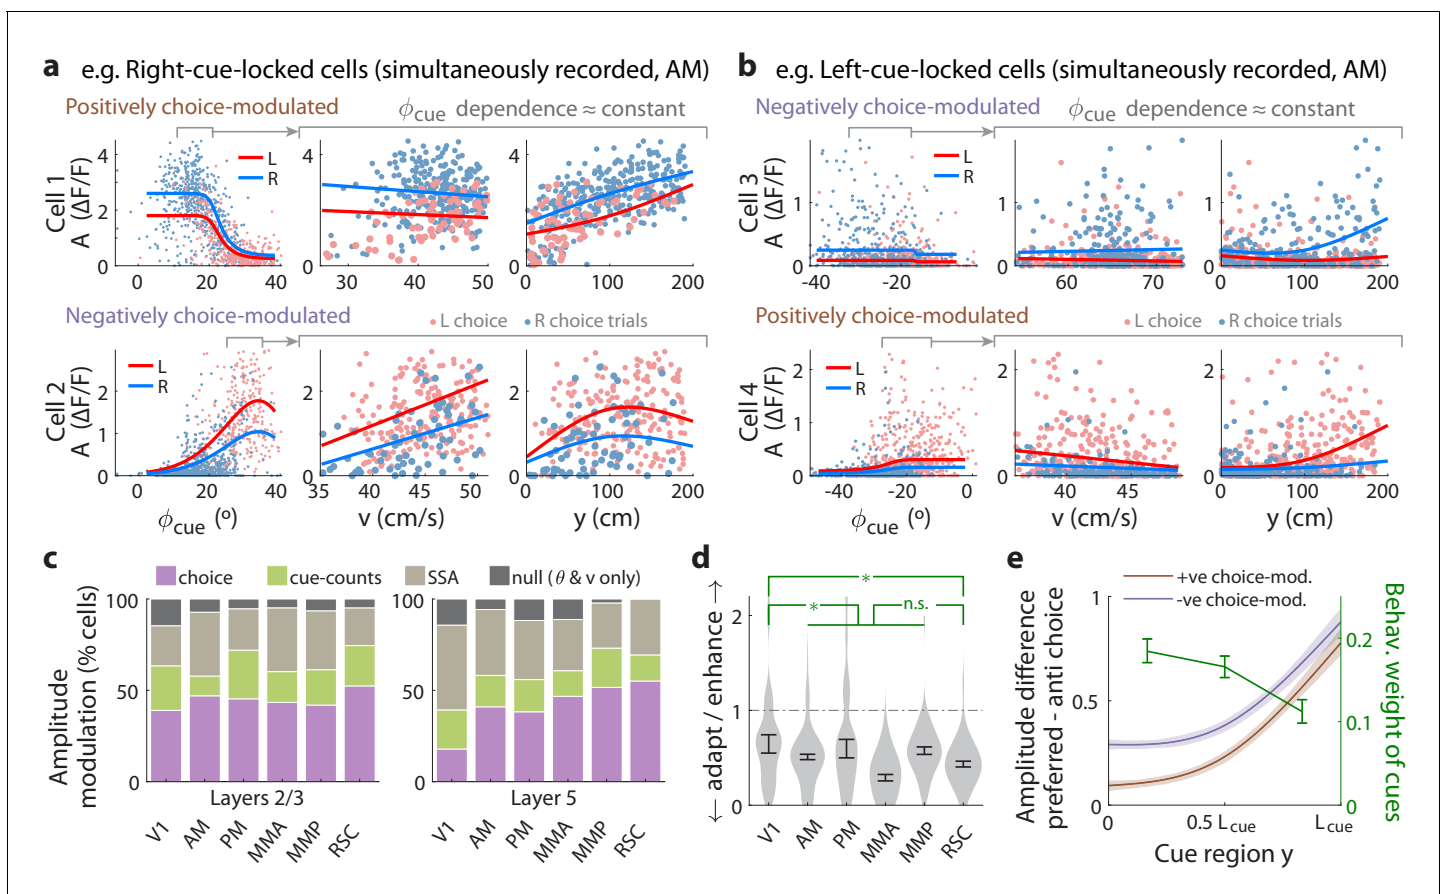 a e.g. Right-cue-locked cells (simultaneously recorded, AM)
Positively choice-modulated
ϕcue dependence ≈ constant
Cell 1
A (ΔF/F)
4
2
0
L
R
0 20 40
4
2
0
30 40 50
4
2
0
0 100 200
Negatively choice-modulated
L choice R choice trials
Cell 2
A (ΔF/F)
2
1
0
L
R
0 20 40
ϕcue (º)
2
1
0
35 40 45 50
v (cm/s)
2
1
0
0 100 200
y (cm)
b e.g. Left-cue-locked cells (simultaneously recorded, AM)
Negatively choice-modulated
ϕcue dependence ≈ constant
Cell 3
A (ΔF/F)
1
0
L
R
-40 -20
1
0
60 70
1
0
0 100 200
Positively choice-modulated
L choice R choice trials
Cell 4
A (ΔF/F)
2
1
0
L
R
-40 -20 0
ϕcue (º)
2
1
0
40 45
v (cm/s)
2
1
0
0 100 200
y (cm)
c
choice cue-counts SSA null (θ & v only)
Amplitude
modulation (% cells)
100
50
0
Layers 2/3
V1 AM PM MMA MMP RSC
100
50
0
Layer 5
V1 AM PM MMA MMP RSC
d
← adapt / enhance →
2
1
0
*
*
n.s.
V1 AM PM MMA MMP RSC
e
+ve choice-mod.
-ve choice-mod.
Amplitude difference
preferred - anti choice
1
0.5
0
0 0.5 Lcue Lcue
Cue region y
0.2
0.1
0
Behav. weight of cues